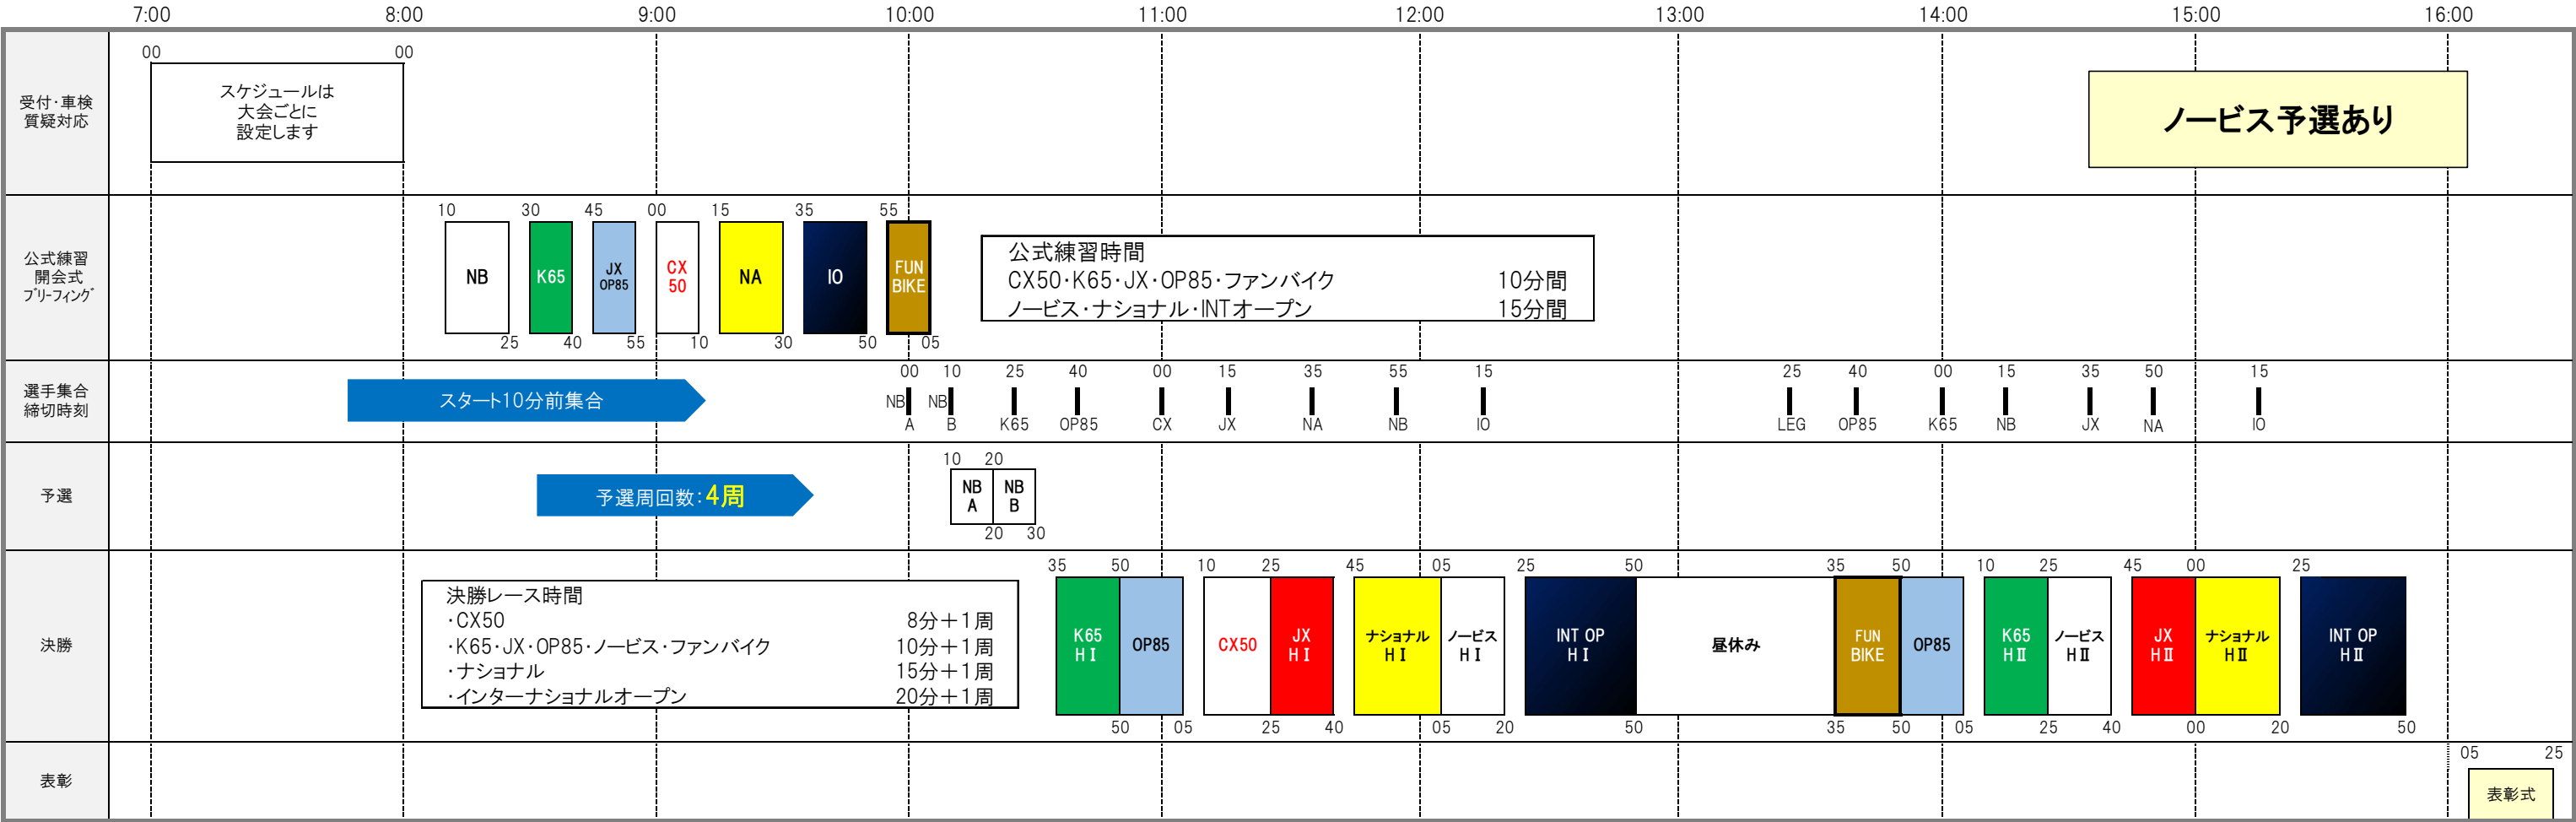 7:00 8:00 9:00 10:00 11:00 12:00 13:00 14:00 15:00 16:00
受付・車検
質疑対応
00 00
スケジュールは
大会ごとに
設定します
ノービス予選あり
公式練習
開会式
ブリーフィング
10 30 45 00 15 35 55
NB
K65
JX
OP85
CX
50
NA
IO
FUN
BIKE
25 40 55 10 30 50 05
公式練習時間
CX50・K65・JX・OP85・ファンバイク 10分間
ノービス・ナショナル・INTオープン 15分間
選手集合
締切時刻
スタート10分前集合
00 10 25 40 00 15 35 55 15 25 40 00 15 35 50 15
NB NB
A B K65 OP85 CX JX NA NB IO LEG OP85 K65 NB JX NA IO
予選
予選周回数：4周
10 20
NB
A
NB
B
20 30
決勝
決勝レース時間
・CX50 8分＋1周
・K65・JX・OP85・ノービス・ファンバイク 10分＋1周
・ナショナル 15分＋1周
・インターナショナルオープン 20分＋1周
35 50 10 25 45 05 25 50 35 50 10 25 45 00 25
K65
HⅠ
OP85
CX50
JX
HⅠ
ナショナル
HⅠ
ノービス
HⅠ
INT OP
HⅠ
昼休み
FUN
BIKE
OP85
K65
HⅡ
ノービス
HⅡ
JX
HⅡ
ナショナル
HⅡ
INT OP
HⅡ
50 05 25 40 05 20 50 35 50 05 25 40 00 20 50
表彰
05 25
表彰式